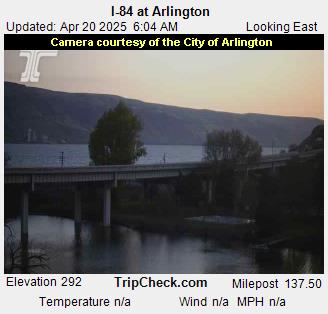 I-84 at Arlington
Updated: Apr 20 2025 6:04 AM Looking East
Camera courtesy of the City of Arlington
Elevation 292 TripCheck.com Milepost 137.50
Temperature n/a Wind n/a MPH n/a